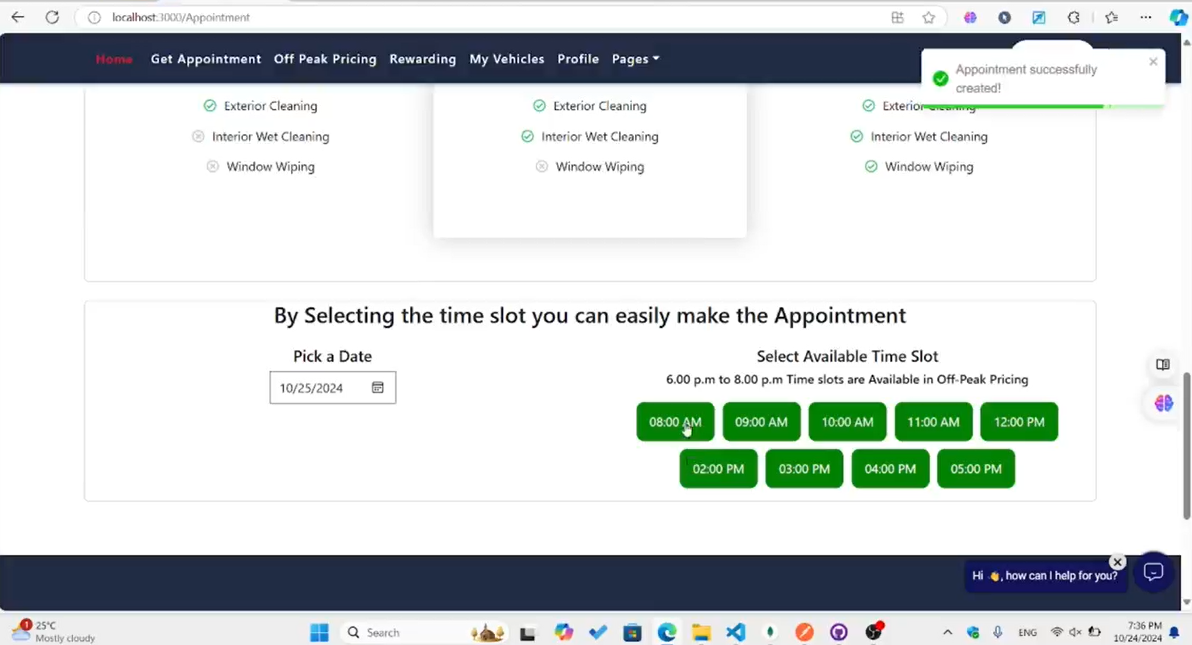 localhost:3000/Appointment
Home Get Appointment Off Peak Pricing Rewarding My Vehicles Profile Pages
Appointment successfully
created!
Exterior Cleaning
Interior Wet Cleaning
Window Wiping
Exterior Cleaning
Interior Wet Cleaning
Window Wiping
Exterior Cleaning
Interior Wet Cleaning
Window Wiping
By Selecting the time slot you can easily make the Appointment
Pick a Date
10/25/2024
Select Available Time Slot
6.00 p.m to 8.00 p.m Time slots are Available in Off-Peak Pricing
08:00 AM 09:00 AM 10:00 AM 11:00 AM 12:00 PM
02:00 PM 03:00 PM 04:00 PM 05:00 PM
Hi 👋, how can I help for you?
1
25°C
Mostly cloudy
Search
ENG
7:36 PM
10/24/2024